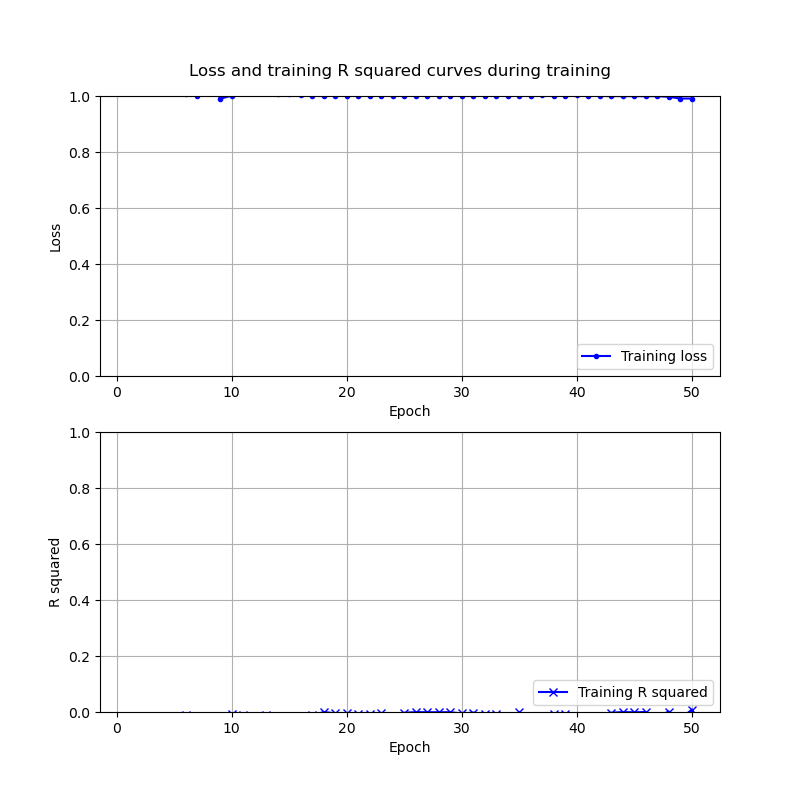 Loss and training R squared curves during training
1.0
0.8
0.6
0.4
0.2
0.0
Loss
Training loss
0 10 20 30 40 50
Epoch
1.0
0.8
0.6
0.4
0.2
0.0
R squared
Training R squared
0 10 20 30 40 50
Epoch